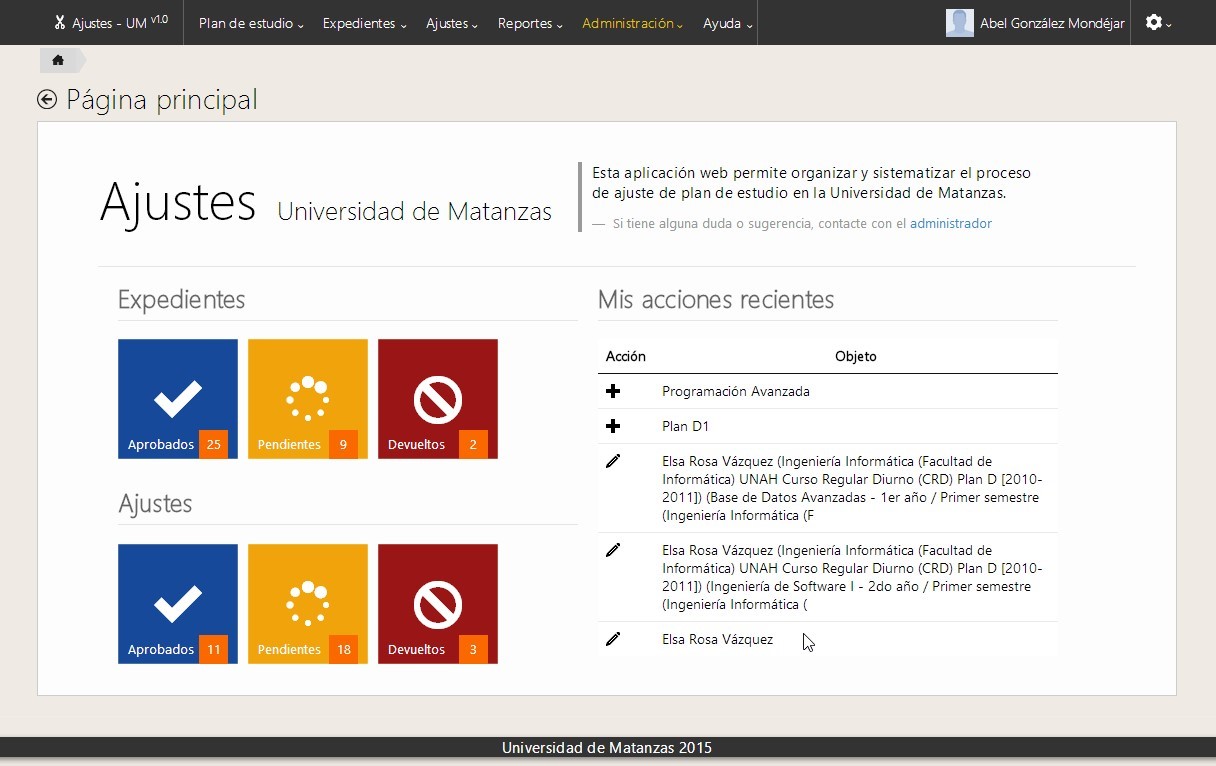 Ajustes - UM v1.0
Plan de estudio
Expedientes
Ajustes
Reportes
Administración
Ayuda
Abel González Mondéjar
Página principal
Ajustes Universidad de Matanzas
Esta aplicación web permite organizar y sistematizar el proceso
de ajuste de plan de estudio en la Universidad de Matanzas.
— Si tiene alguna duda o sugerencia, contacte con el administrador
Expedientes
Aprobados 25
Pendientes 9
Devueltos 2
Ajustes
Aprobados 11
Pendientes 18
Devueltos 3
Mis acciones recientes
Acción Objeto
Programación Avanzada
Plan D1
Elsa Rosa Vázquez (Ingeniería Informática (Facultad de
Informática) UNAH Curso Regular Diurno (CRD) Plan D [2010-
2011]) (Base de Datos Avanzadas - 1er año / Primer semestre
(Ingeniería Informática (F
Elsa Rosa Vázquez (Ingeniería Informática (Facultad de
Informática) UNAH Curso Regular Diurno (CRD) Plan D [2010-
2011]) (Ingeniería de Software I - 2do año / Primer semestre
(Ingeniería Informática (
Elsa Rosa Vázquez
Universidad de Matanzas 2015